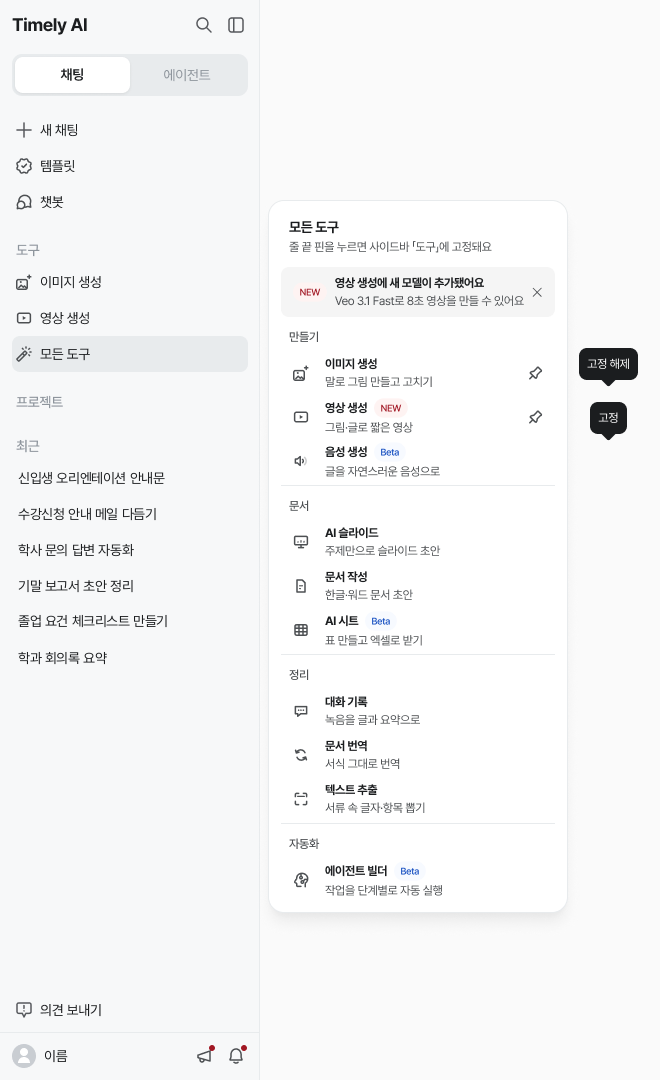 Timely AI
채팅
에이전트
새 채팅
템플릿
챗봇
도구
이미지 생성
영상 생성
모든 도구
프로젝트
최근
신입생 오리엔테이션 안내문
수강신청 안내 메일 다듬기
학사 문의 답변 자동화
기말 보고서 초안 정리
졸업 요건 체크리스트 만들기
학과 회의록 요약
의견 보내기
이름
모든 도구
줄 끝 핀을 누르면 사이드바 「도구」에 고정돼요
NEW
영상 생성에 새 모델이 추가됐어요
Veo 3.1 Fast로 8초 영상을 만들 수 있어요
만들기
이미지 생성
말로 그림 만들고 고치기
영상 생성 NEW
그림·글로 짧은 영상
음성 생성 Beta
글을 자연스러운 음성으로
문서
AI 슬라이드
주제만으로 슬라이드 초안
문서 작성
한글·워드 문서 초안
AI 시트 Beta
표 만들고 엑셀로 받기
정리
대화 기록
녹음을 글과 요약으로
문서 번역
서식 그대로 번역
텍스트 추출
서류 속 글자·항목 뽑기
자동화
에이전트 빌더 Beta
작업을 단계별로 자동 실행
고정 해제
고정